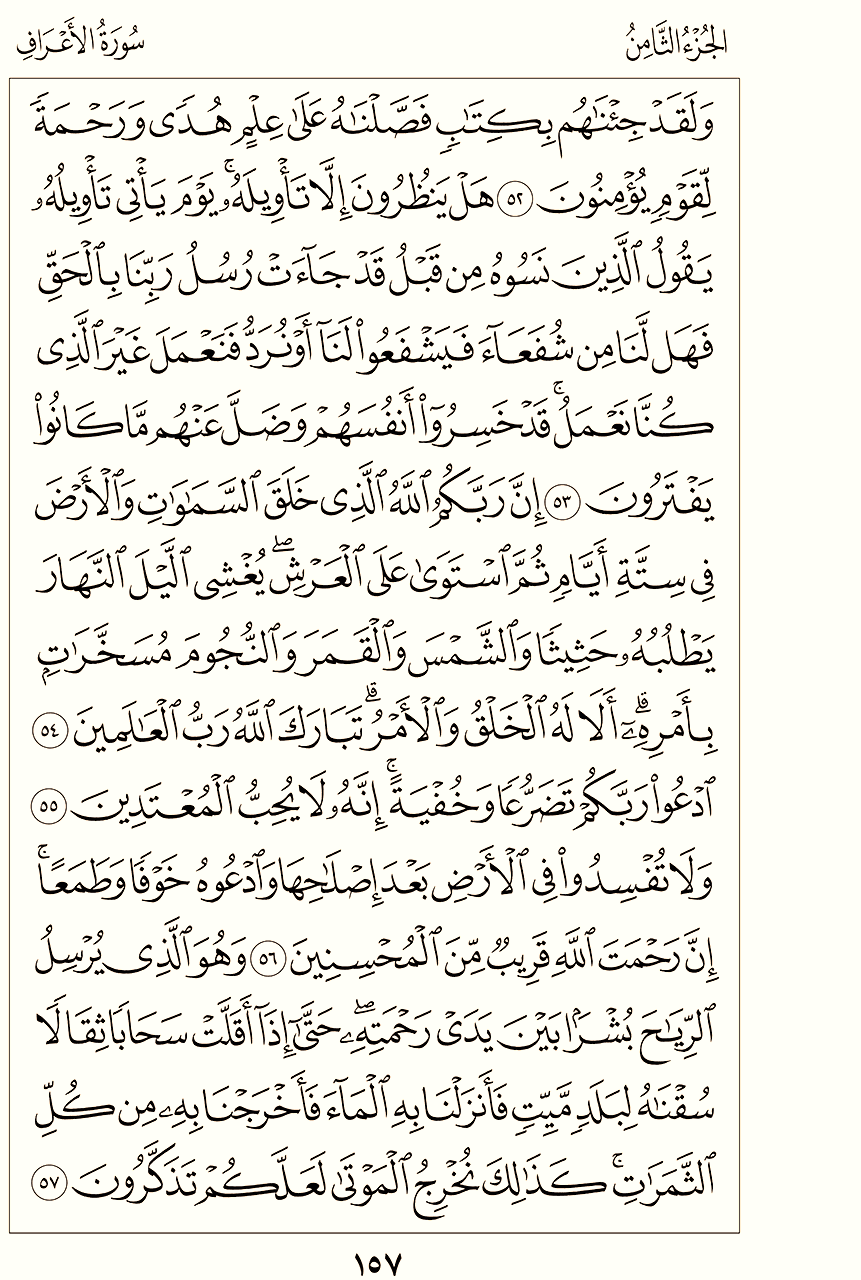 الجُزْءُ الثَّامِنُ
سُورَةُ الأَعْرَافِ
وَلَقَدْ جِئْنَٰهُم بِكِتَٰبٖ فَصَّلْنَٰهُ عَلَىٰ عِلْمٍ هُدٗى وَرَحْمَةٗ
لِّقَوْمٖ يُؤْمِنُونَ ٥٢ هَلْ يَنظُرُونَ إِلَّا تَأْوِيلَهُۥۚ يَوْمَ يَأْتِي تَأْوِيلُهُۥ
يَقُولُ ٱلَّذِينَ نَسُوهُ مِن قَبْلُ قَدْ جَآءَتْ رُسُلُ رَبِّنَا بِٱلْحَقِّ
فَهَل لَّنَا مِن شُفَعَآءَ فَيَشْفَعُوا۟ لَنَآ أَوْ نُرَدُّ فَنَعْمَلَ غَيْرَ ٱلَّذِي
كُنَّا نَعْمَلُۚ قَدْ خَسِرُوٓا۟ أَنفُسَهُمْ وَضَلَّ عَنْهُم مَّا كَانُوا۟
يَفْتَرُونَ ٥٣ إِنَّ رَبَّكُمُ ٱللَّهُ ٱلَّذِي خَلَقَ ٱلسَّمَٰوَٰتِ وَٱلْأَرْضَ
فِي سِتَّةِ أَيَّامٖ ثُمَّ ٱسْتَوَىٰ عَلَى ٱلْعَرْشِۖ يُغْشِي ٱلَّيْلَ ٱلنَّهَارَ
يَطْلُبُهُۥ حَثِيثٗا وَٱلشَّمْسَ وَٱلْقَمَرَ وَٱلنُّجُومَ مُسَخَّرَٰتِۭ
بِأَمْرِهِۦٓۗ أَلَا لَهُ ٱلْخَلْقُ وَٱلْأَمْرُۗ تَبَارَكَ ٱللَّهُ رَبُّ ٱلْعَٰلَمِينَ ٥٤
ٱدْعُوا۟ رَبَّكُمْ تَضَرُّعٗا وَخُفْيَةًۚ إِنَّهُۥ لَا يُحِبُّ ٱلْمُعْتَدِينَ ٥٥
وَلَا تُفْسِدُوا۟ فِي ٱلْأَرْضِ بَعْدَ إِصْلَٰحِهَا وَٱدْعُوهُ خَوْفٗا وَطَمَعًاۚ
إِنَّ رَحْمَتَ ٱللَّهِ قَرِيبٞ مِّنَ ٱلْمُحْسِنِينَ ٥٦ وَهُوَ ٱلَّذِي يُرْسِلُ
ٱلرِّيَٰحَ بُشْرَۢا بَيْنَ يَدَيْ رَحْمَتِهِۦۖ حَتَّىٰٓ إِذَآ أَقَلَّتْ سَحَابٗا ثِقَالٗا
سُقْنَٰهُ لِبَلَدٖ مَّيِّتٖ فَأَنزَلْنَا بِهِ ٱلْمَآءَ فَأَخْرَجْنَا بِهِۦ مِن كُلِّ
ٱلثَّمَرَٰتِۚ كَذَٰلِكَ نُخْرِجُ ٱلْمَوْتَىٰ لَعَلَّكُمْ تَذَكَّرُونَ ٥٧
١٥٧